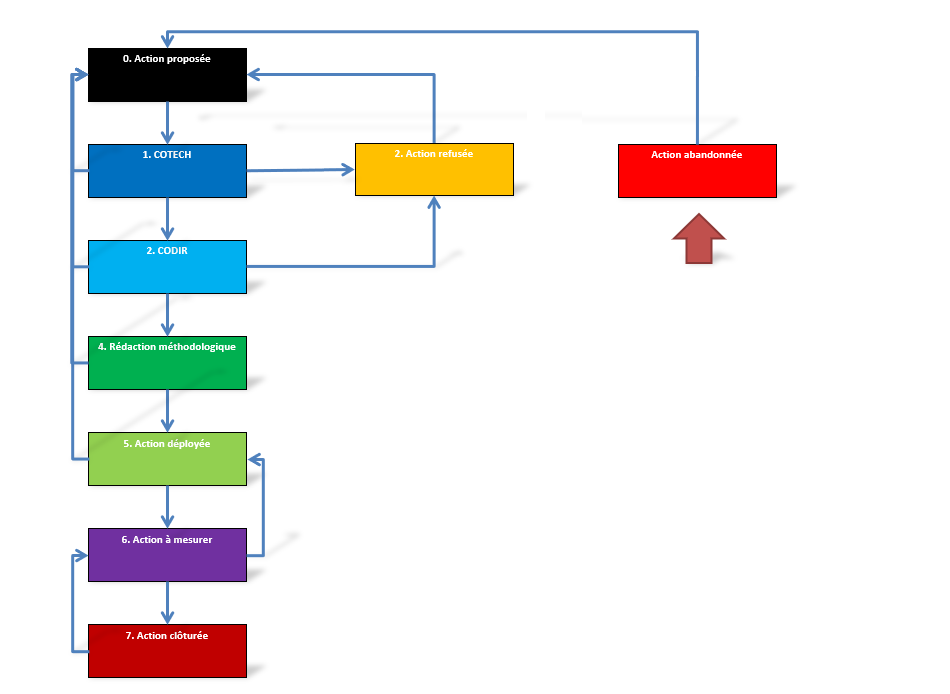 0. Action proposée
1. COTECH
2. Action refusée
Action abandonnée
2. CODIR
4. Rédaction méthodologique
5. Action déployée
6. Action à mesurer
7. Action clôturée